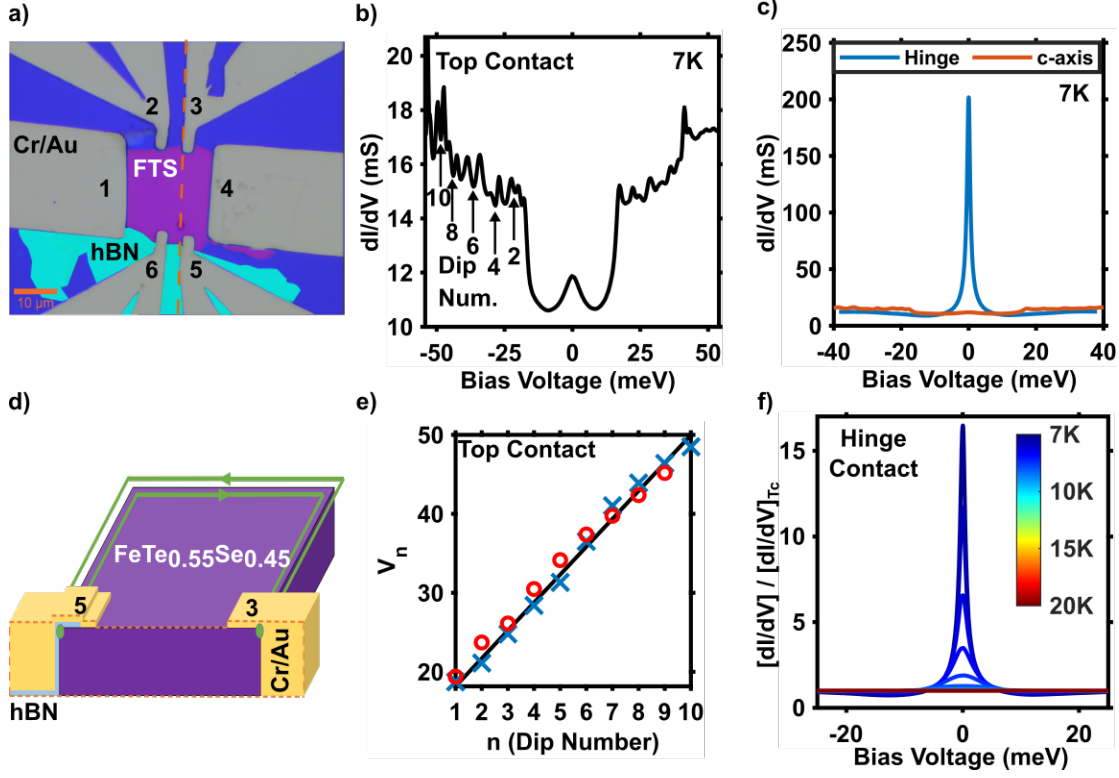 a)
2
3
Cr/Au
FTS
1
4
hBN
6
5
10 µm
b)
Top Contact
7K
20
18
16
14
12
10
10
8
6
4
2
Dip
Num.
dI/dV (mS)
-50
-25
0
25
50
Bias Voltage (meV)
c)
Hinge
c-axis
7K
250
200
150
100
50
0
dI/dV (mS)
-40
-20
0
20
40
Bias Voltage (meV)
d)
FeTe0.55Se0.45
5
3
Cr/Au
hBN
e)
Top Contact
50
40
30
20
Vn
1 2 3 4 5 6 7 8 9 10
n (Dip Number)
f)
Hinge
Contact
7K
10K
15K
20K
15
10
5
0
[dI/dV] / [dI/dV]Tc
-20
0
20
Bias Voltage (meV)